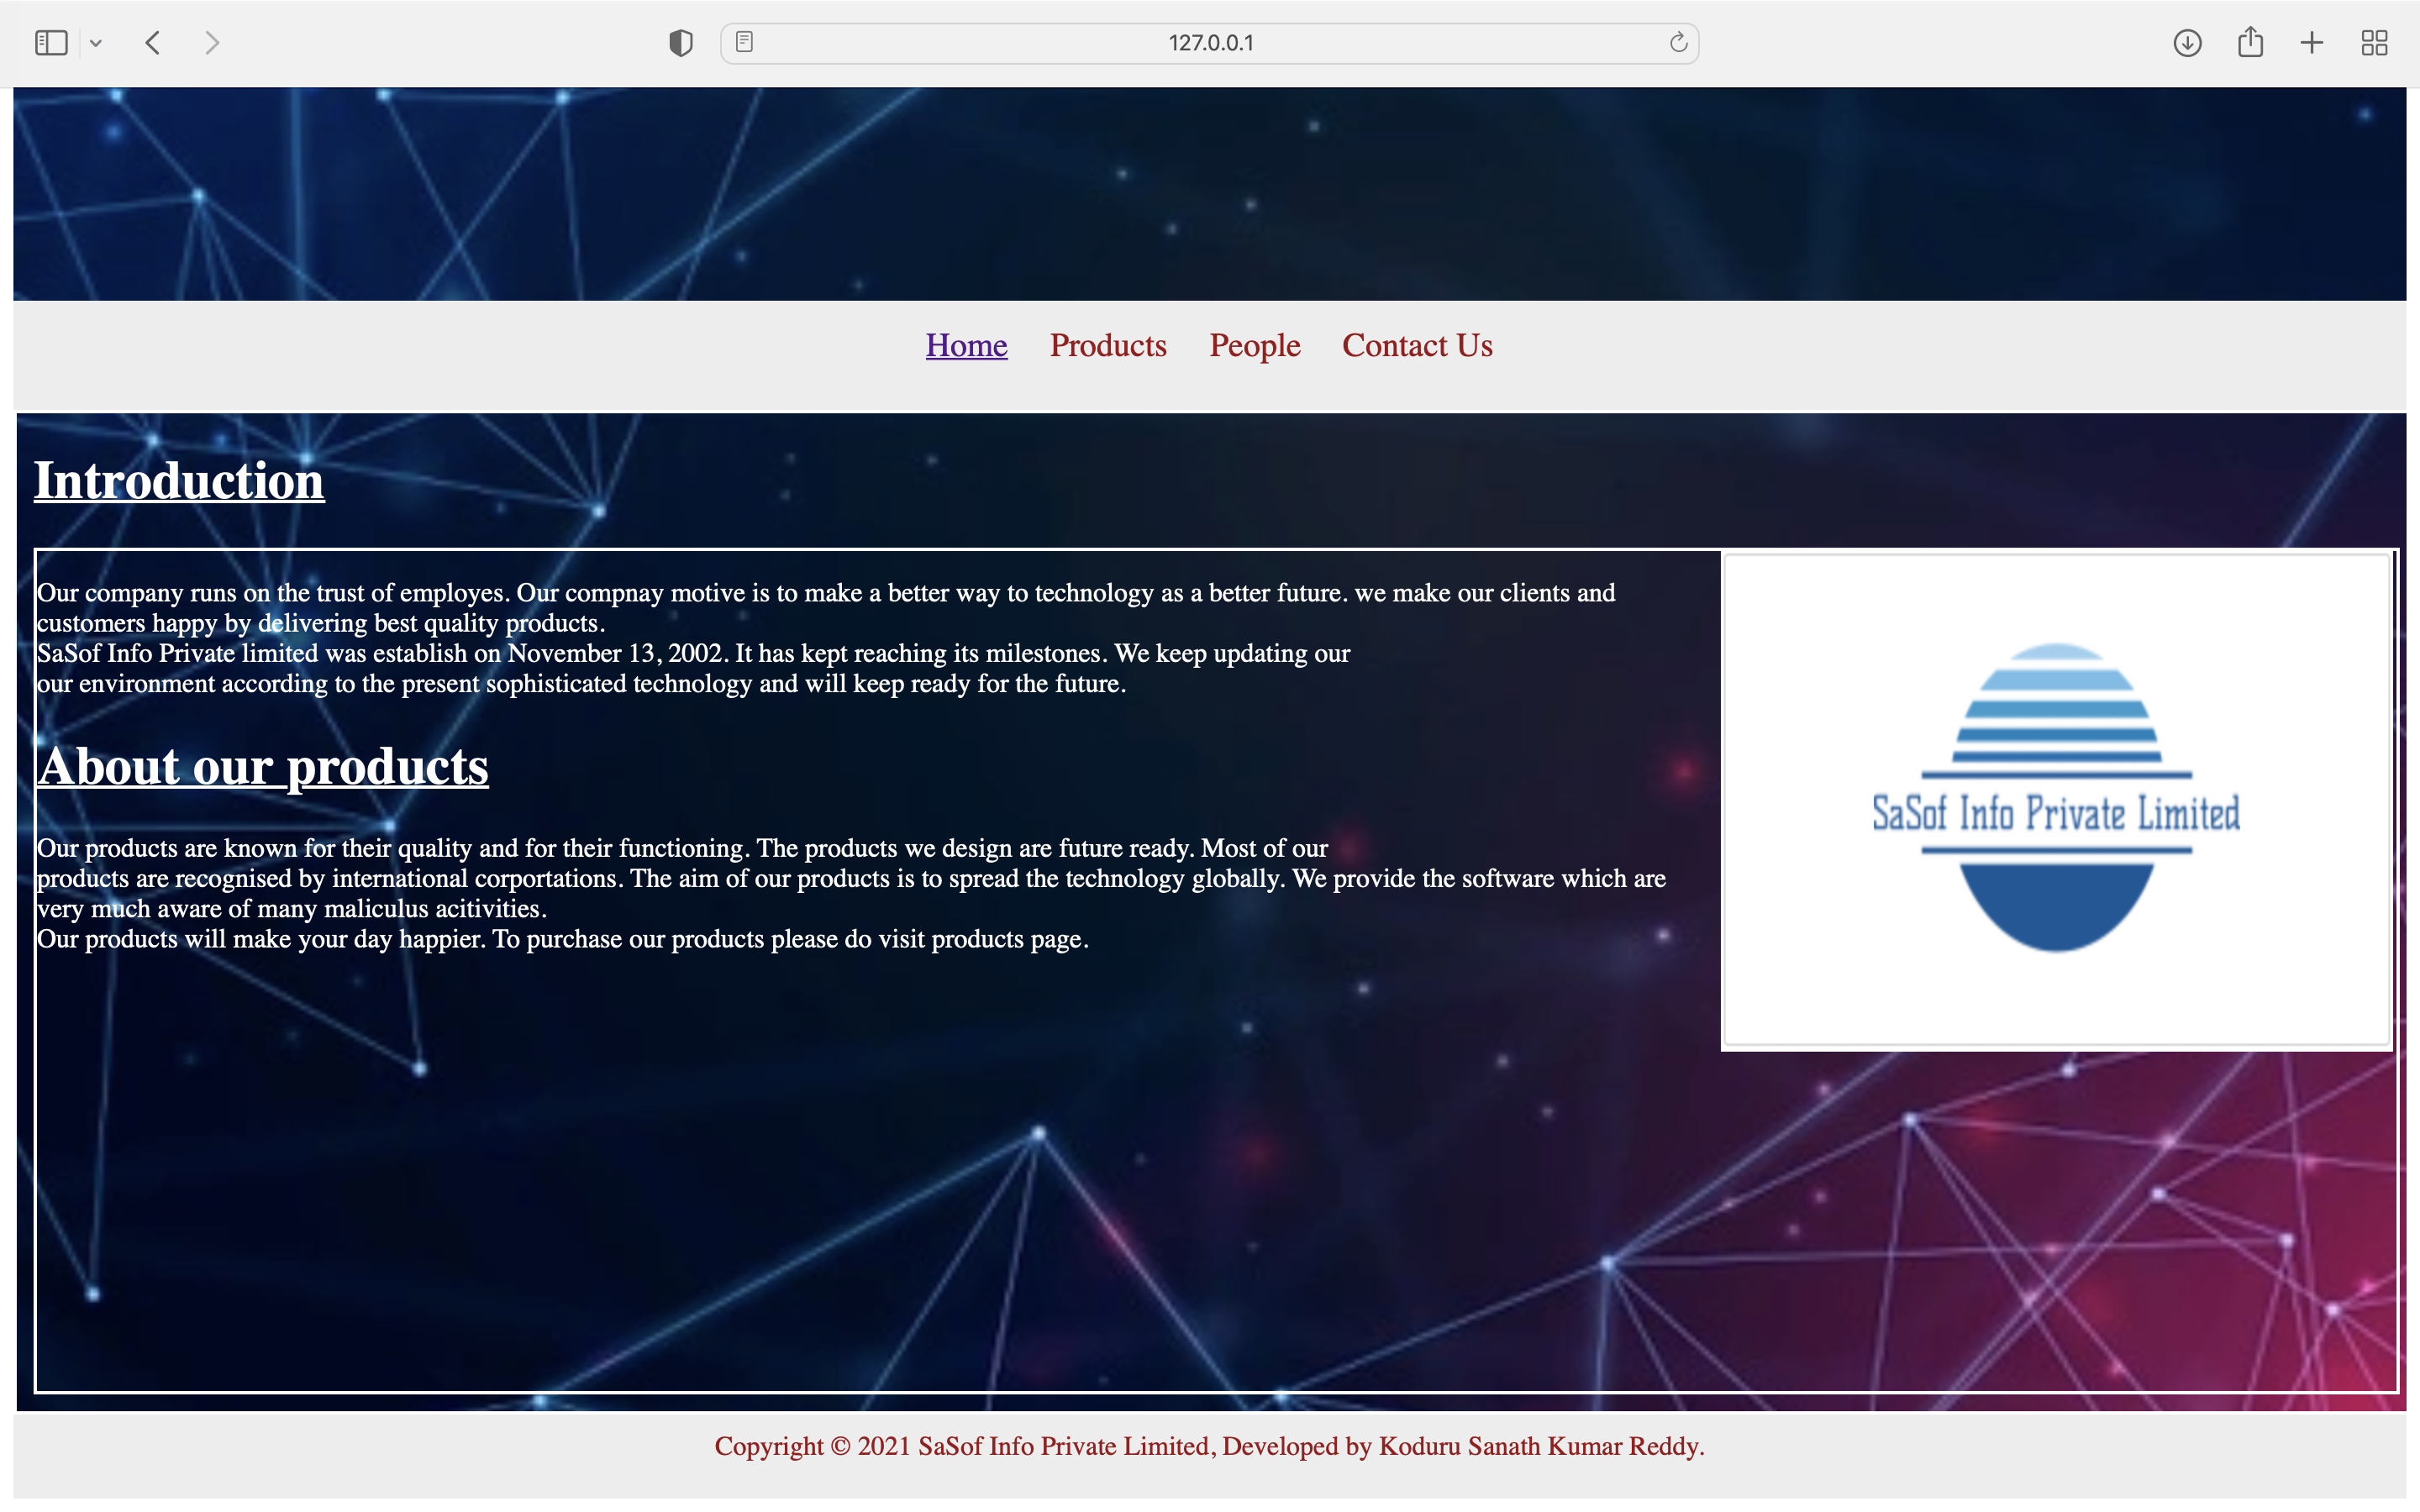 127.0.0.1
Home Products People Contact Us
Introduction
Our company runs on the trust of employes. Our compnay motive is to make a better way to technology as a better future. we make our clients and
customers happy by delivering best quality products.
SaSof Info Private limited was establish on November 13, 2002. It has kept reaching its milestones. We keep updating our
our environment according to the present sophisticated technology and will keep ready for the future.
SaSof Info Private Limited
About our products
Our products are known for their quality and for their functioning. The products we design are future ready. Most of our
products are recognised by international corportations. The aim of our products is to spread the technology globally. We provide the software which are
very much aware of many maliculus acitivities.
Our products will make your day happier. To purchase our products please do visit products page.
Copyright © 2021 SaSof Info Private Limited, Developed by Koduru Sanath Kumar Reddy.